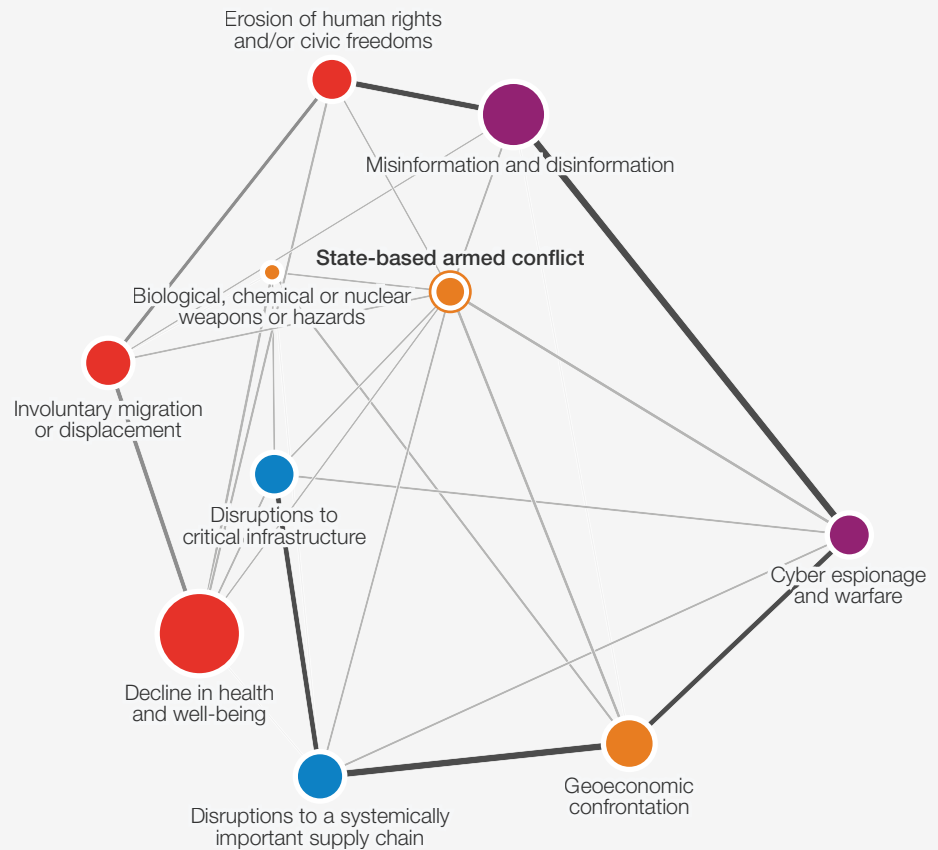 Erosion of human rights
and/or civic freedoms
Misinformation and disinformation
State-based armed conflict
Biological, chemical or nuclear
weapons or hazards
Involuntary migration
or displacement
Disruptions to
critical infrastructure
Cyber espionage
and warfare
Decline in health
and well-being
Geoeconomic
confrontation
Disruptions to a systemically
important supply chain